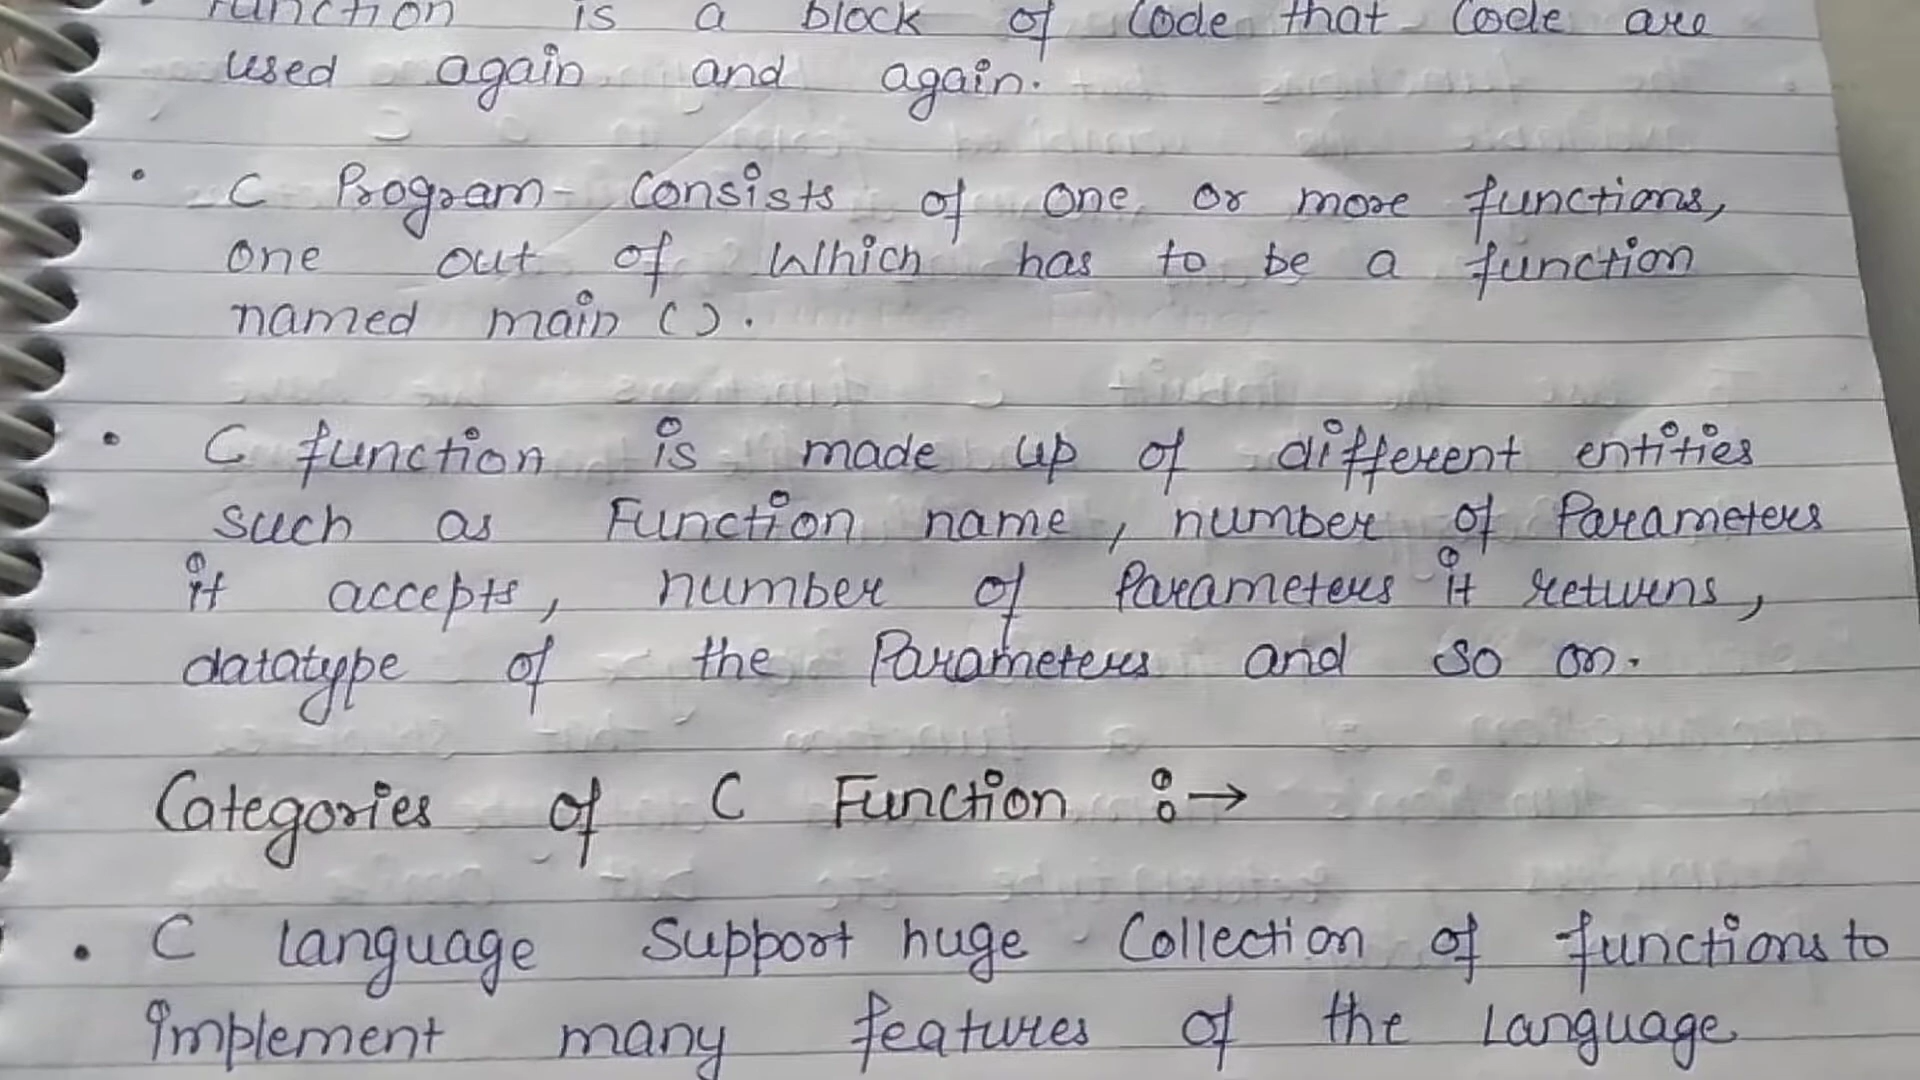 function is a block of code that code are
used again and again.
• C Program consists of one or more functions,
one out of which has to be a function
named main ( ).
• C function is made up of different entities
such as Function name, number of Parameters
it accepts, number of Parameters it returns,
datatype of the Parameters and so on.
Categories of C Function :→
• C language support huge collection of functions to
implement many features of the language